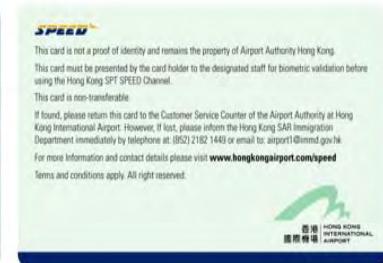 SPEED
This card is not a proof of identity and remains the property of Airport Authority Hong Kong.
This card must be presented by the card holder to the designated staff for biometric validation before
using the Hong Kong SPT SPEED Channel.
This card is non-transferable.
If found, please return this card to the Customer Service Counter of the Airport Authority at Hong
Kong International Airport. However, If lost, please inform the Hong Kong SAR Immigration
Department immediately by telephone at: (852) 2182 1449 or email to: airport1@immd.gov.hk
For more Information and contact details please visit www.hongkongairport.com/speed
Terms and conditions apply. All right reserved.
香港 HONG KONG
國際機場 INTERNATIONAL
AIRPORT